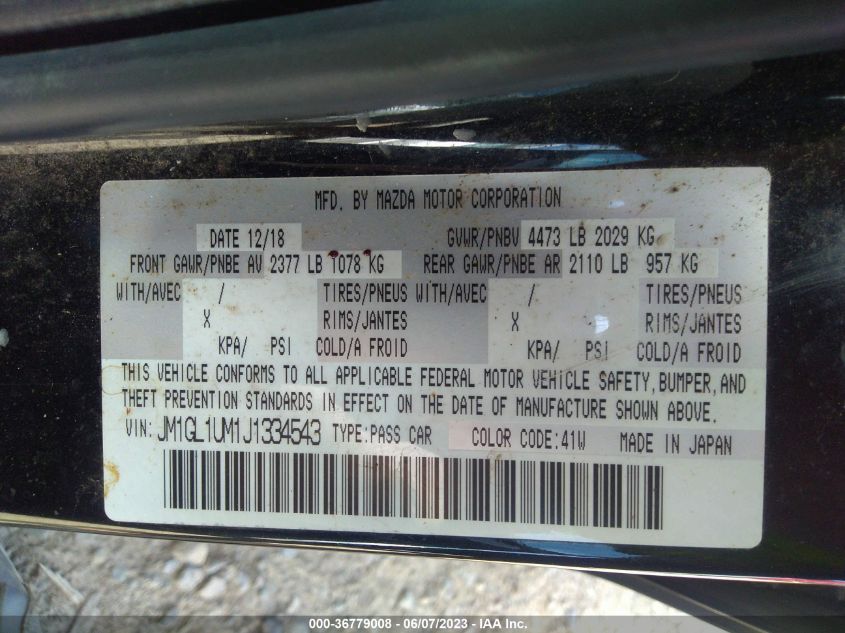 MFD. BY MAZDA MOTOR CORPORATION
DATE 12/18 GVWR/PNBV 4473 LB 2029 KG
FRONT GAWR/PNBE AV 2377 LB 1078 KG REAR GAWR/PNBE AR 2110 LB 957 KG
WITH/AVEC / TIRES/PNEUS WITH/AVEC / TIRES/PNEUS
X RIMS/JANTES X RIMS/JANTES
KPA/ PSI COLD/A FROID KPA/ PSI COLD/A FROID
THIS VEHICLE CONFORMS TO ALL APPLICABLE FEDERAL MOTOR VEHICLE SAFETY, BUMPER, AND
THEFT PREVENTION STANDARDS IN EFFECT ON THE DATE OF MANUFACTURE SHOWN ABOVE.
VIN: JM1GL1UM1J1334543 TYPE: PASS CAR COLOR CODE: 41W MADE IN JAPAN
000-36779008 - 06/07/2023 - IAA Inc.